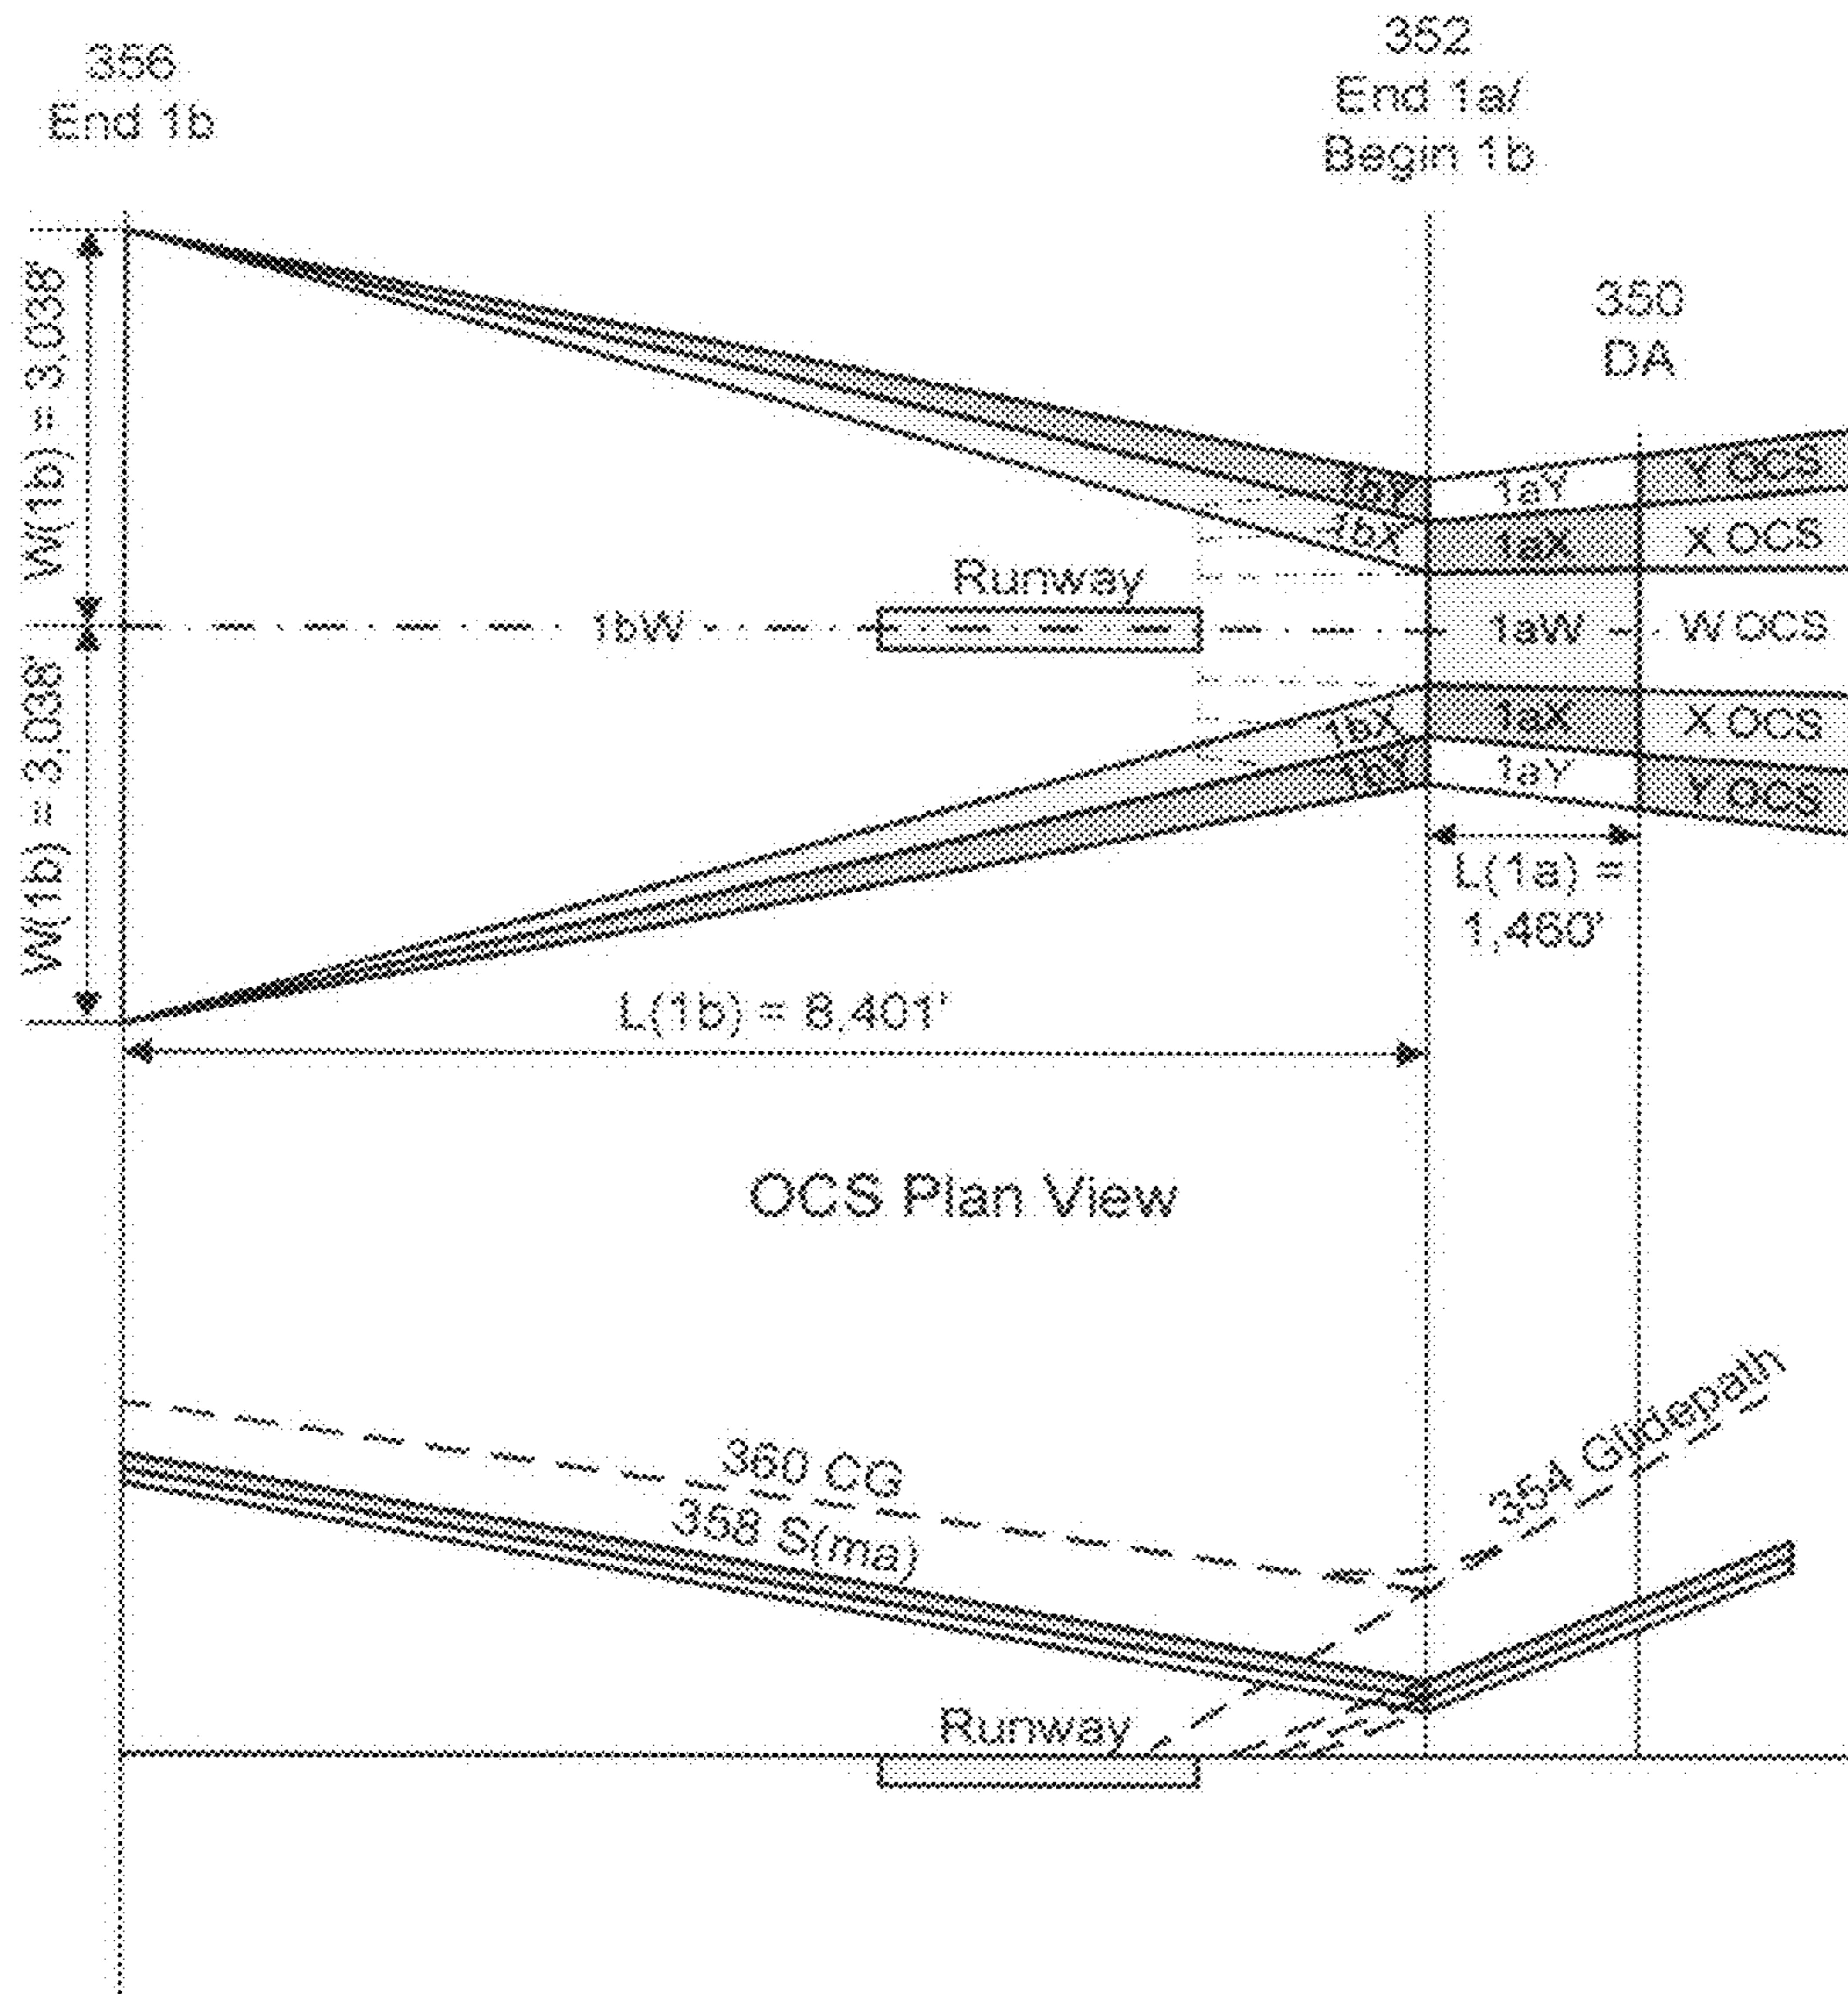 356
End 1b
352
End 1a/
Begin 1b
350
DA
W(1b) = 3,038'
W(1b) = 3,038'
1bY
1bX
1aY
Y OCS
1aX
X OCS
Runway
1bW
1aW
W OCS
1bX
1bY
1aX
X OCS
1aY
Y OCS
L(1a) =
1,460'
L(1b) = 8,401'
OCS Plan View
360 CG
358 S(ma)
354 Glidepath
Runway